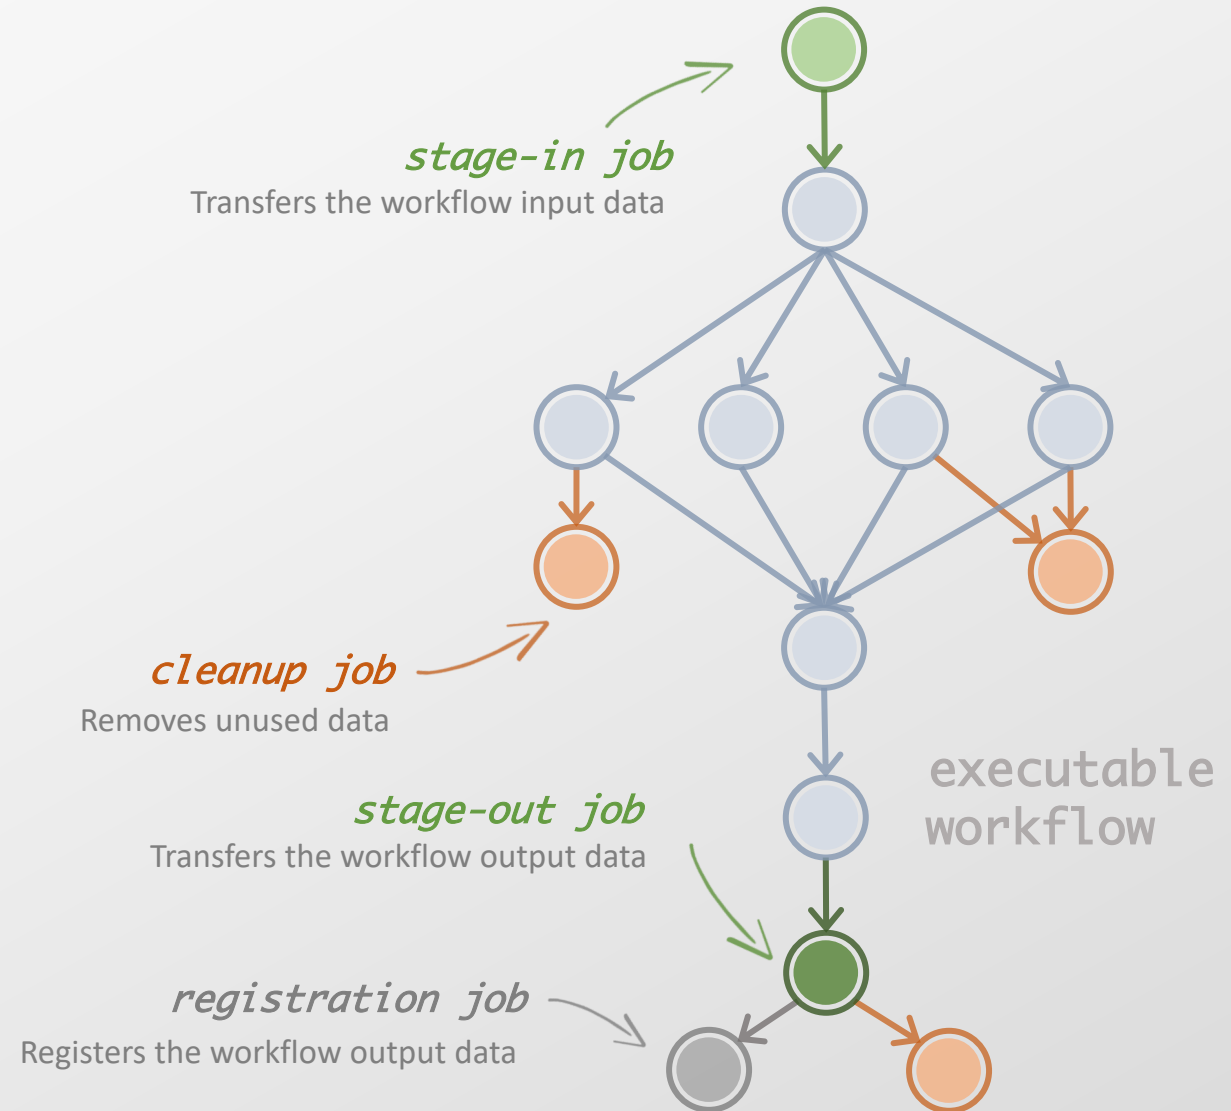 stage-in job
Transfers the workflow input data
cleanup job
Removes unused data
executable
workflow
stage-out job
Transfers the workflow output data
registration job
Registers the workflow output data